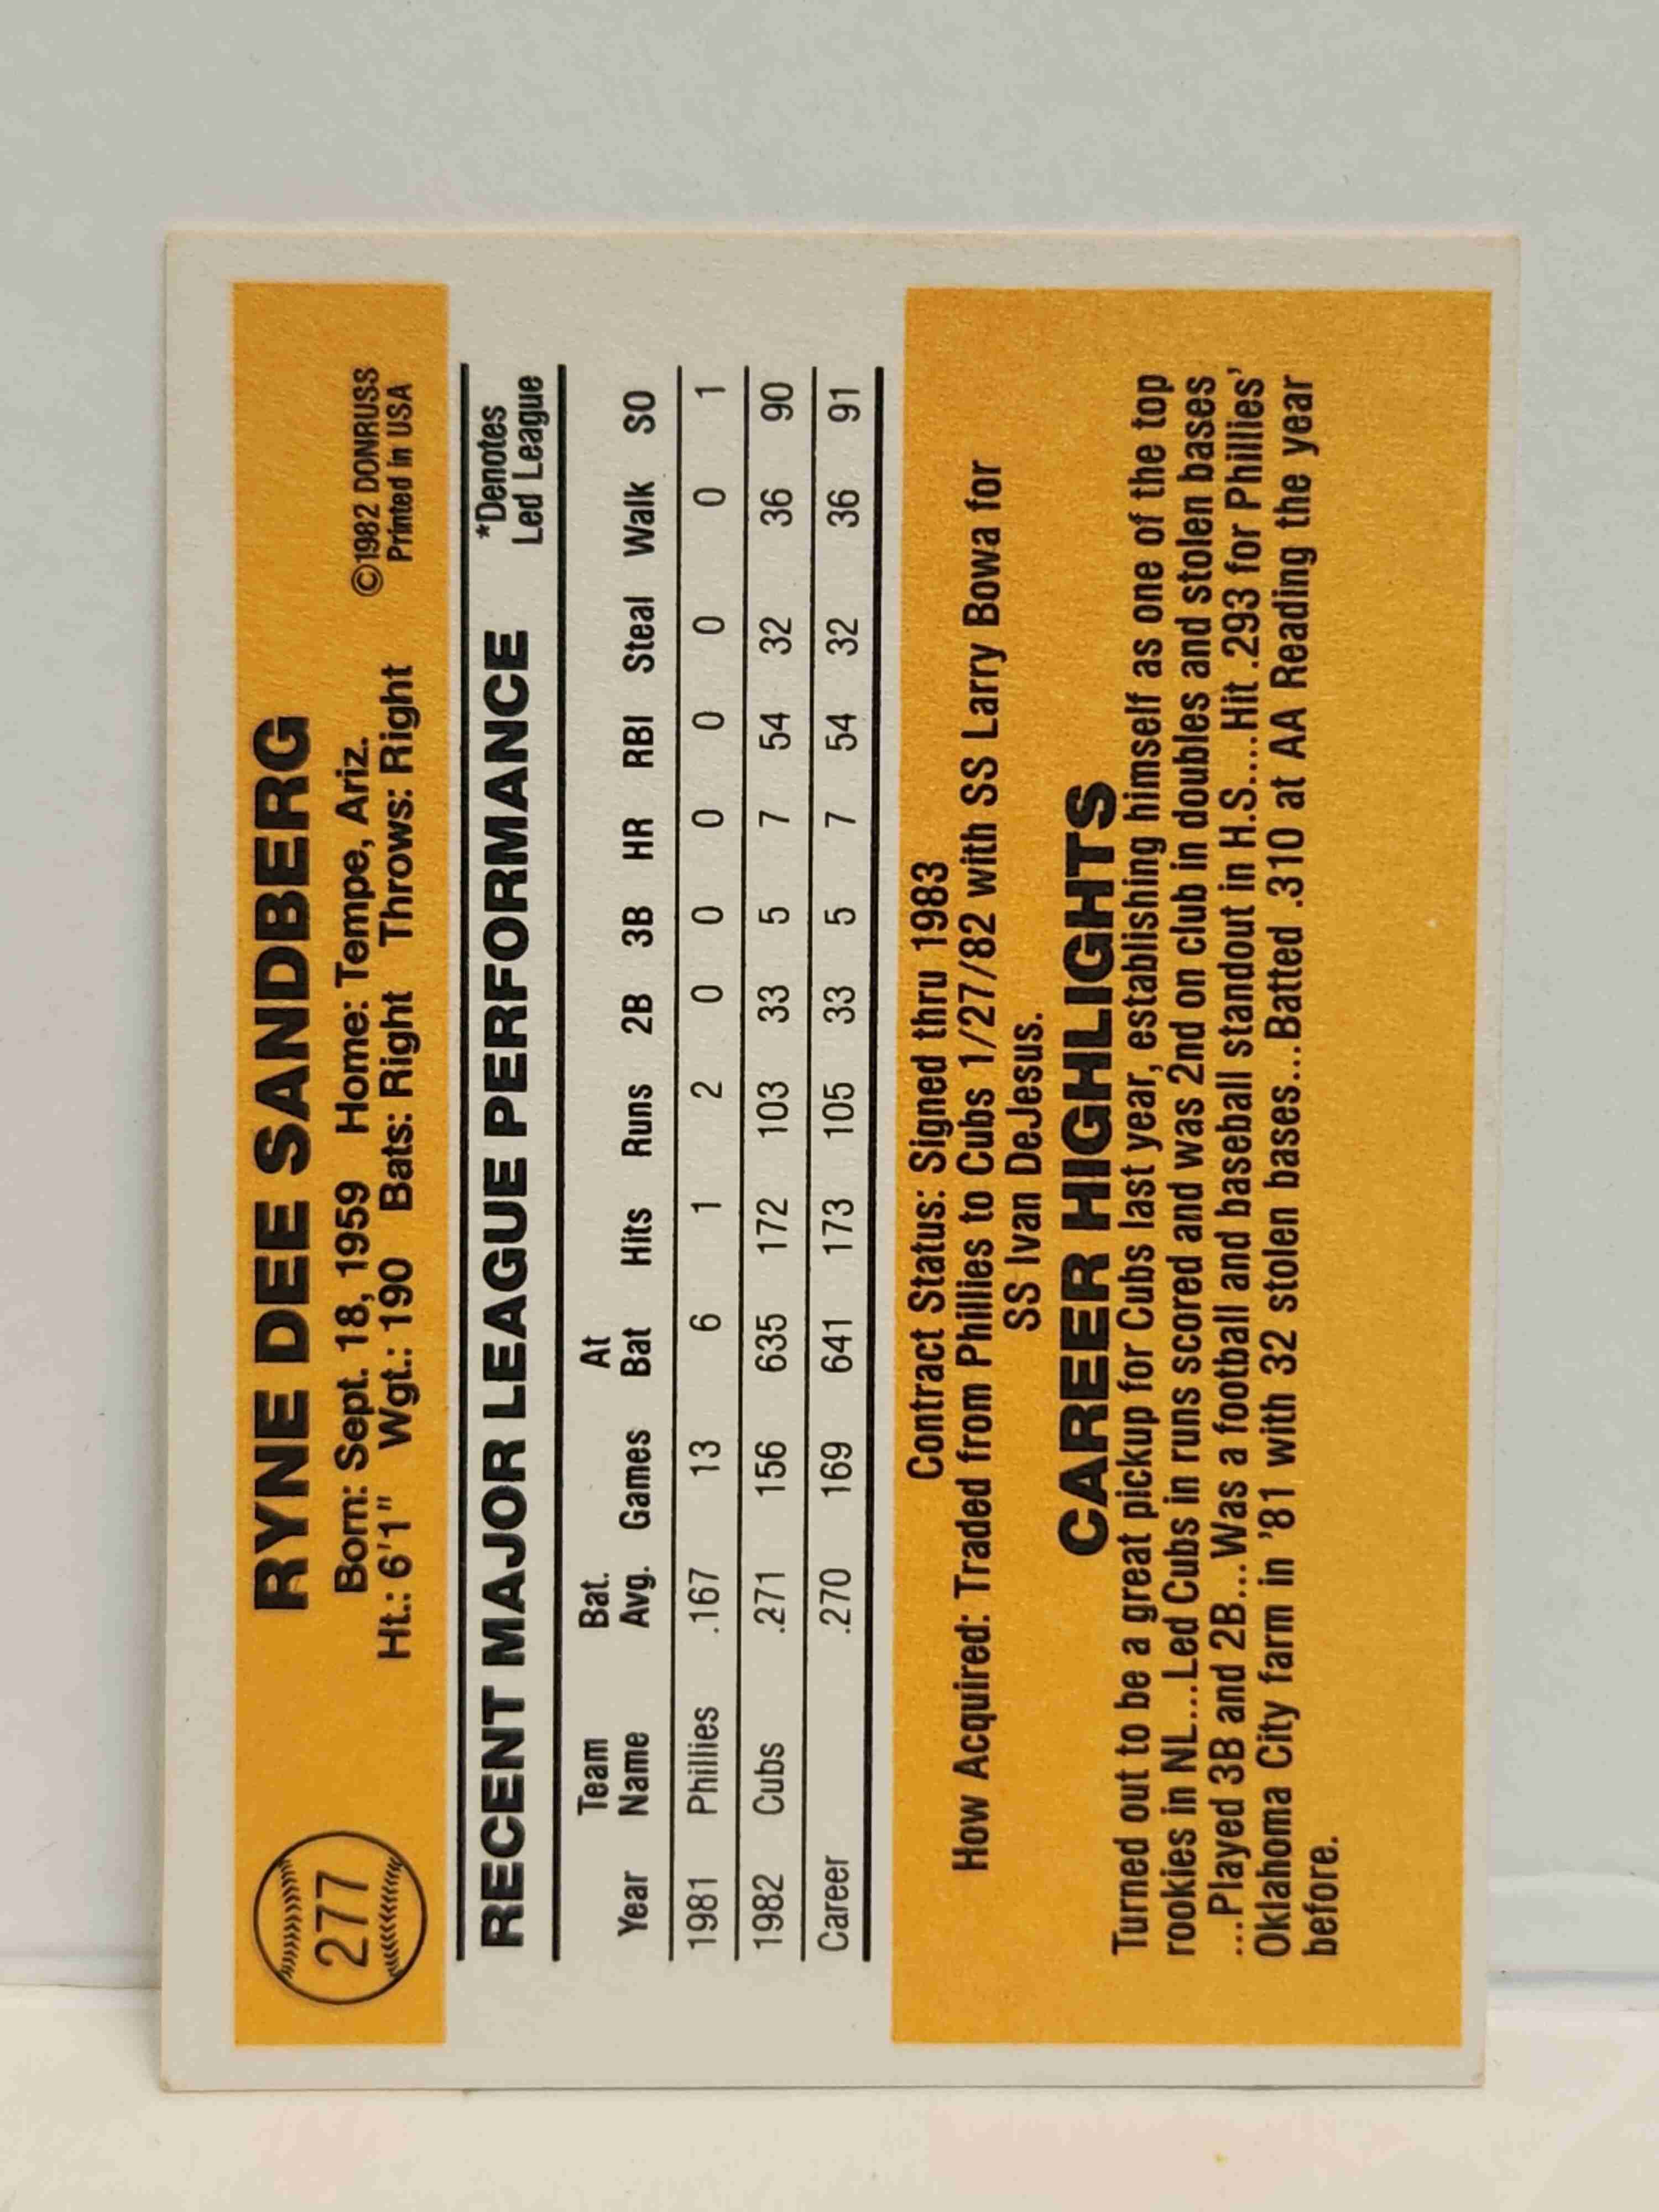 277
RYNE DEE SANDBERG
Born: Sept. 18, 1959 Home: Tempe, Ariz. ©1982 DONRUSS
Ht.: 6'1" Wgt.: 190 Bats: Right Throws: Right Printed in USA
RECENT MAJOR LEAGUE PERFORMANCE
*Denotes
Led League
Team Bat. At
Year Name Avg. Games Bat Hits Runs 2B 3B HR RBI Steal Walk SO
1981 Phillies .167 13 6 1 2 0 0 0 0 0 0 1
1982 Cubs .271 156 635 172 103 33 5 7 54 32 36 90
Career .270 169 641 173 105 33 5 7 54 32 36 91
Contract Status: Signed thru 1983
How Acquired: Traded from Phillies to Cubs 1/27/82 with SS Larry Bowa for
SS Ivan DeJesus.
CAREER HIGHLIGHTS
Turned out to be a great pickup for Cubs last year, establishing himself as one of the top
rookies in NL...Led Cubs in runs scored and was 2nd on club in doubles and stolen bases
...Played 3B and 2B...Was a football and baseball standout in H.S....Hit .293 for Phillies'
Oklahoma City farm in '81 with 32 stolen bases...Batted .310 at AA Reading the year
before.